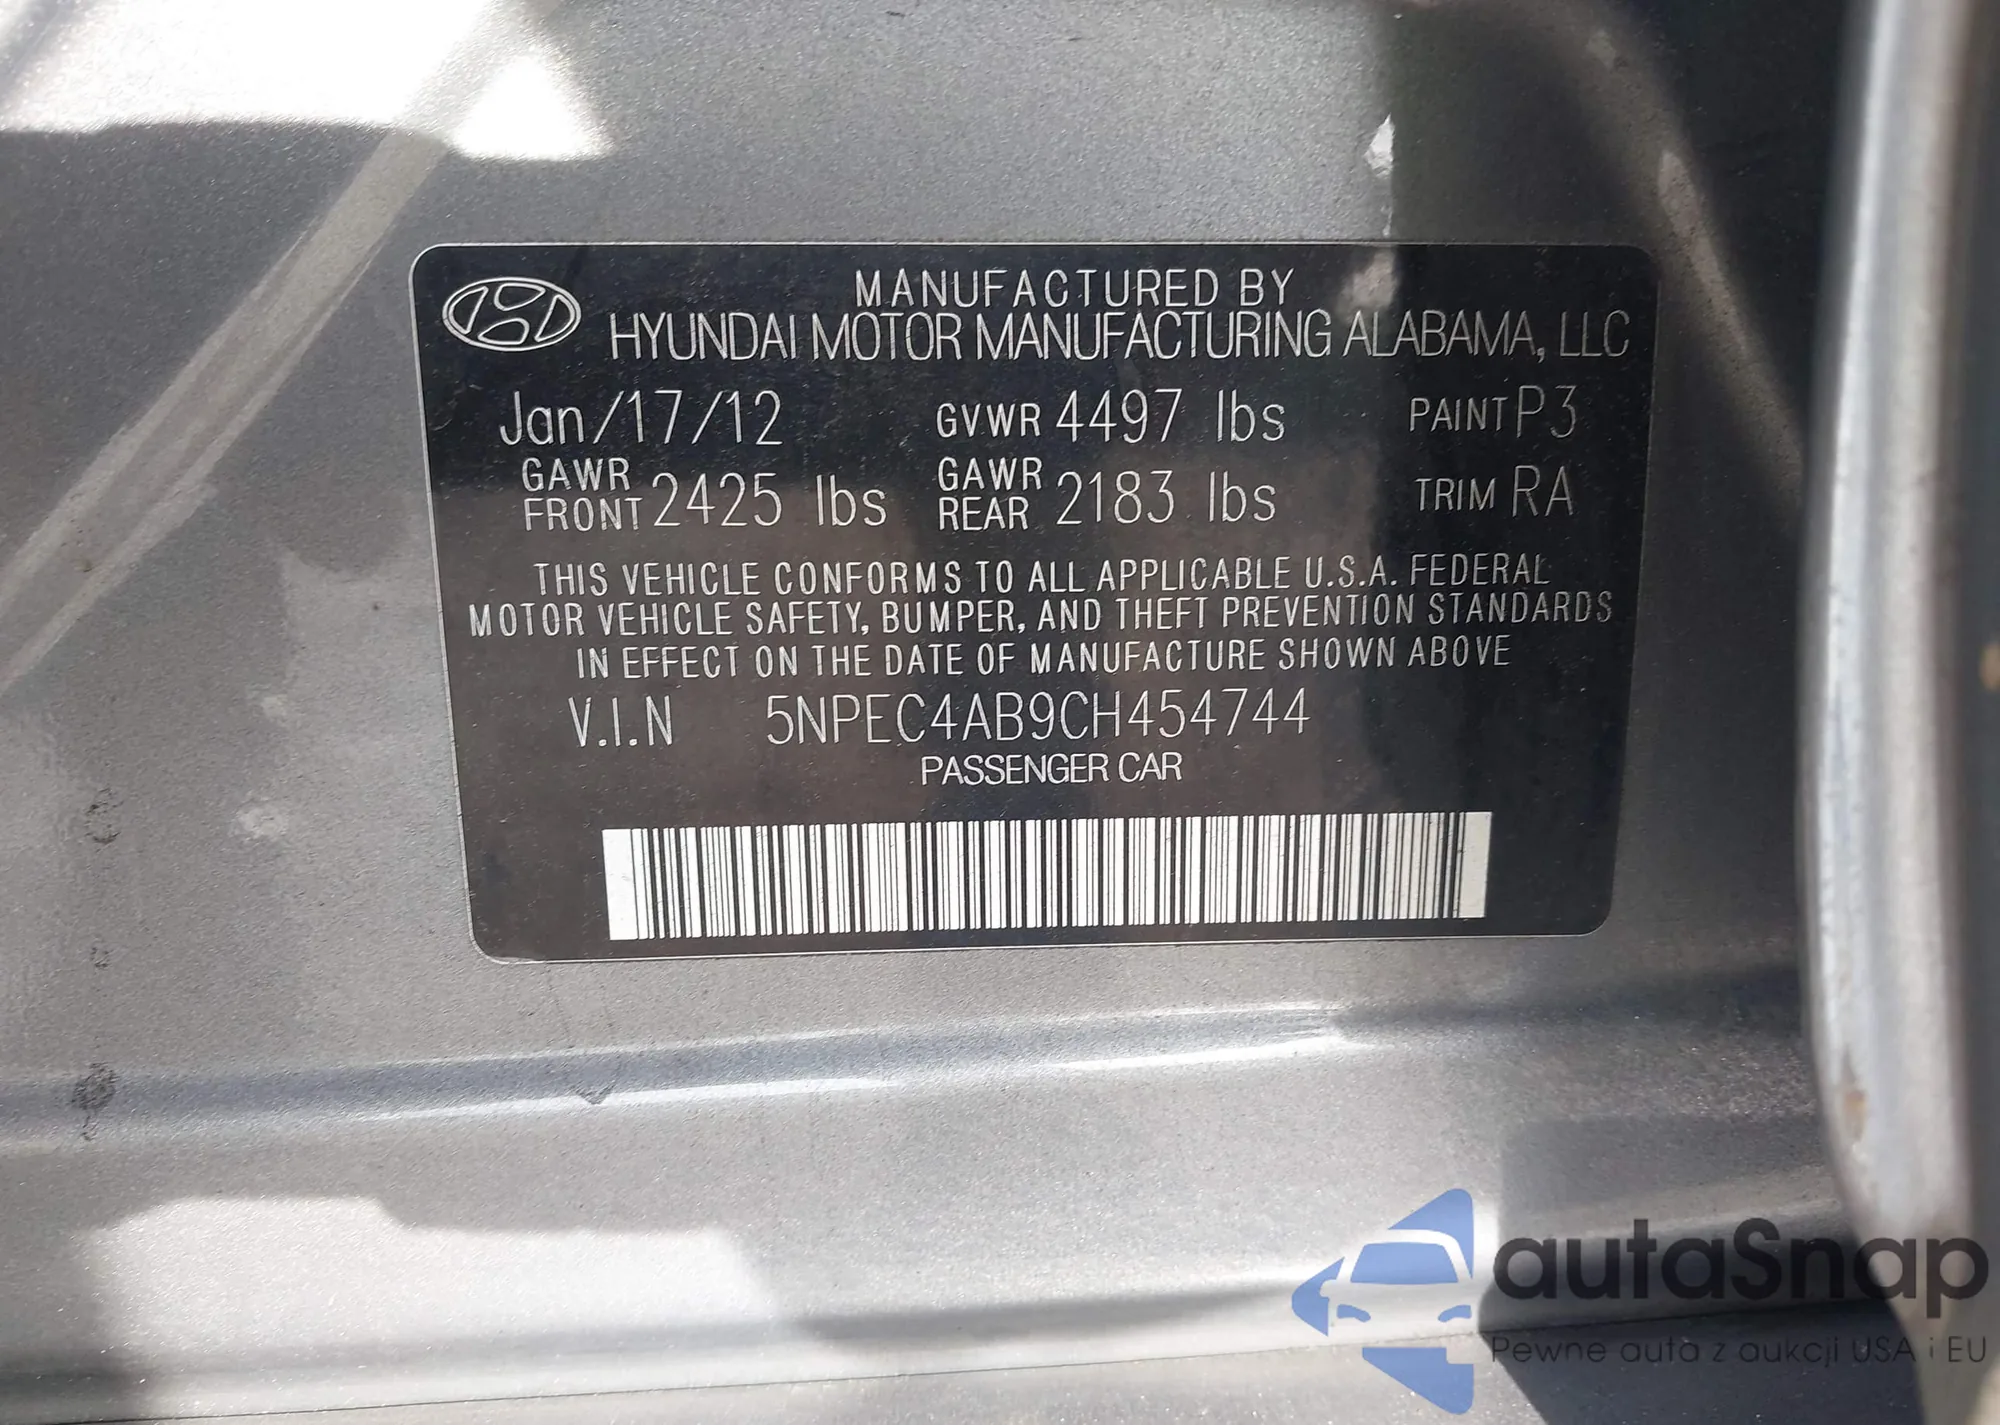 MANUFACTURED BY
HYUNDAI MOTOR MANUFACTURING ALABAMA, LLC
Jan/17/12 GVWR 4497 lbs PAINT P3
GAWR FRONT 2425 lbs GAWR REAR 2183 lbs TRIM RA
THIS VEHICLE CONFORMS TO ALL APPLICABLE U.S.A. FEDERAL
MOTOR VEHICLE SAFETY, BUMPER, AND THEFT PREVENTION STANDARDS
IN EFFECT ON THE DATE OF MANUFACTURE SHOWN ABOVE
V.I.N 5NPEC4AB9CH454744
PASSENGER CAR
autaSnap
Pewne auta z aukcji USA i EU